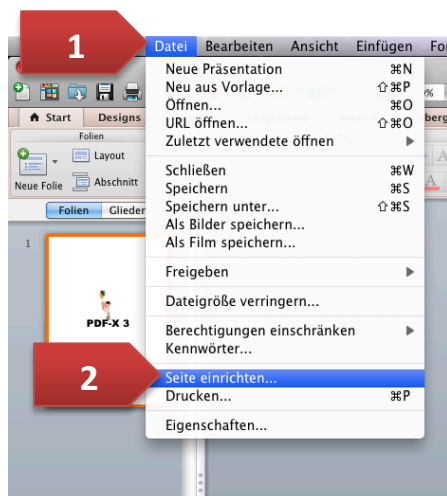 1
Datei Bearbeiten Ansicht Einfügen
Neue Präsentation ⌘N
Neu aus Vorlage... ⇧⌘P
Öffnen... ⌘O
URL öffnen... ⇧⌘O
Zuletzt verwendete öffnen ▶
Schließen ⌘W
Speichern ⌘S
Speichern unter... ⇧⌘S
Als Bilder speichern...
Als Film speichern...
Freigeben ▶
Dateigröße verringern...
Berechtigungen einschränken ▶
Kennwörter...
2
Seite einrichten...
Drucken... ⌘P
Eigenschaften...
Start Designs
Folien
Layout
Neue Folie Abschnitt
Folien Glieder
1
PDF-X 3